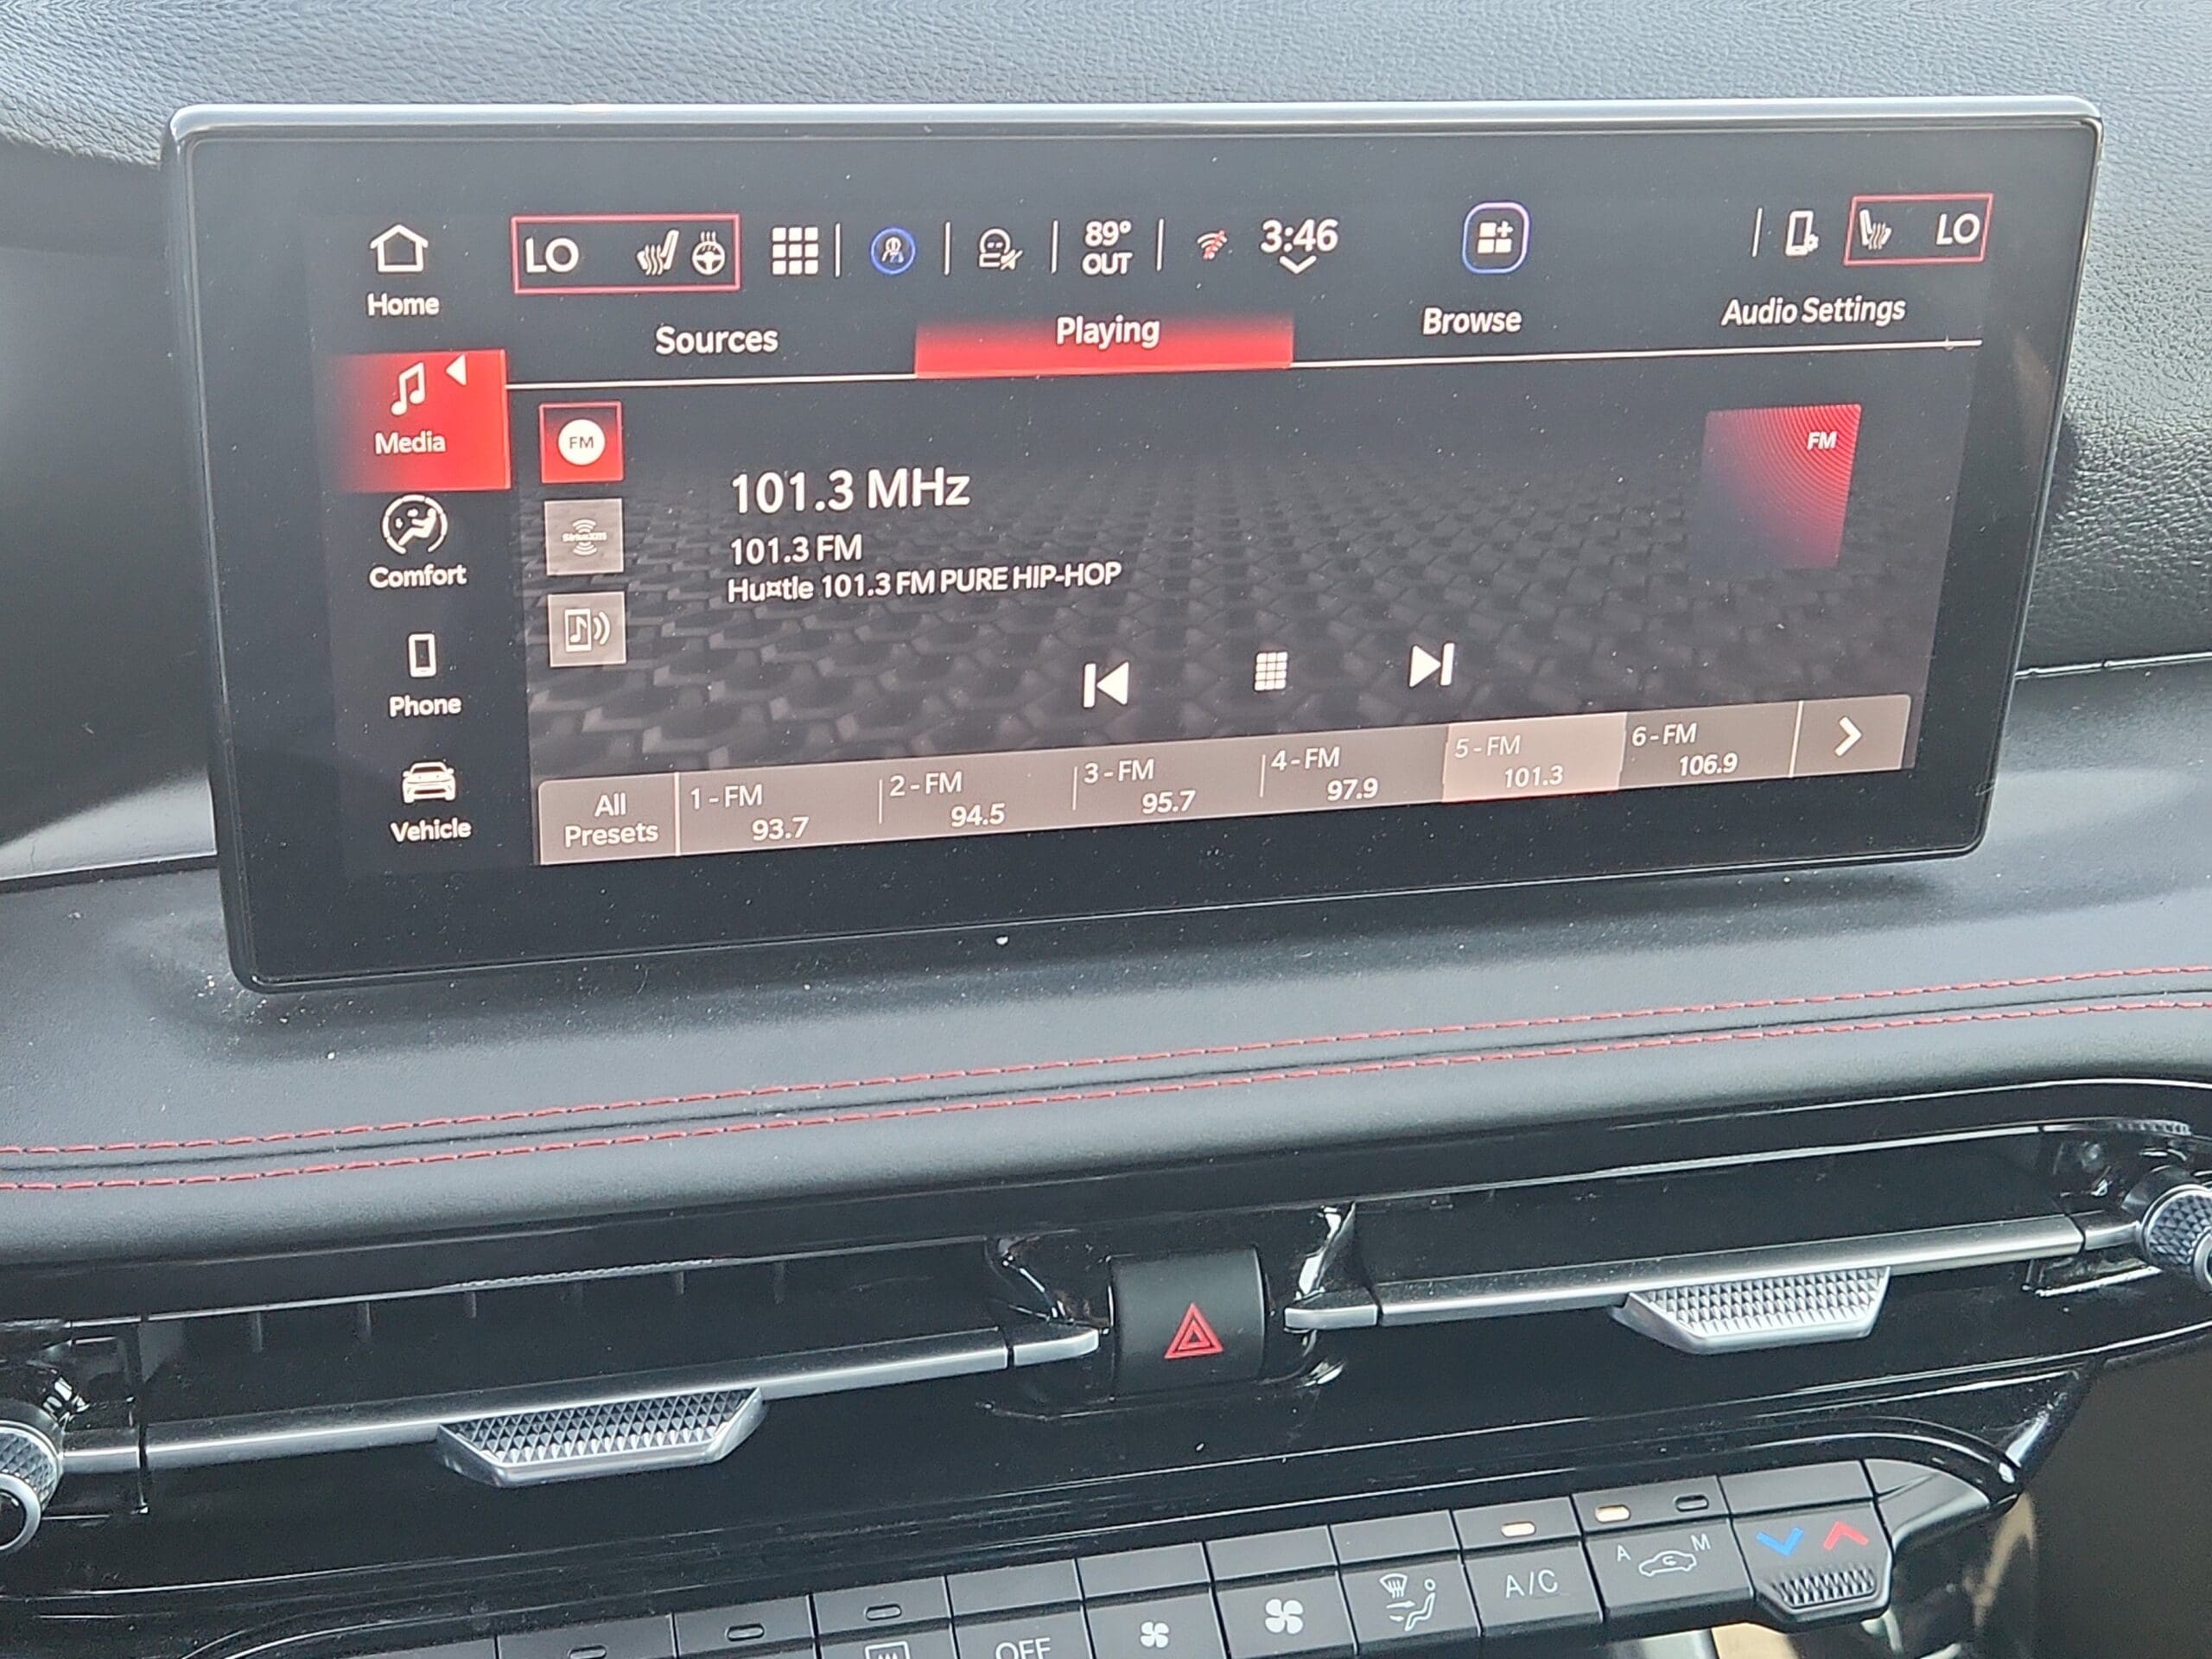 LO
89°
OUT
3:46
LO
Home
Sources
Playing
Browse
Audio Settings
Media
FM
FM
SiriusXM
101.3 MHz
101.3 FM
Hu¤tle 101.3 FM PURE HIP-HOP
Comfort
Phone
Vehicle
All
Presets
1 - FM
93.7
2 - FM
94.5
3 - FM
95.7
4 - FM
97.9
5 - FM
101.3
6 - FM
106.9
A M
A/C
OFF